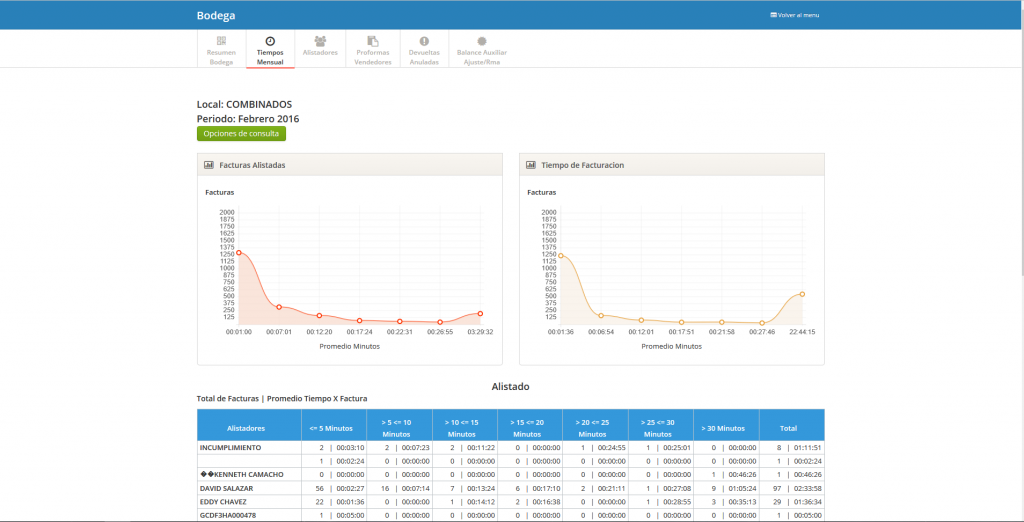 Bodega
Volver al menu
Resumen Bodega
Tiempos Mensual
Alistadores
Proformas Vendedores
Devueltas Anuladas
Balance Auxiliar Ajuste/Bma
Local: COMBINADOS
Periodo: Febrero 2016
Opciones de consulta
Facturas Alistadas
Facturas
2000
1875
1750
1625
1500
1375
1250
1125
1000
875
750
625
500
375
250
125
00:01:00 00:07:01 00:12:20 00:17:24 00:22:31 00:26:55 03:29:32
Promedio Minutos
Tiempo de Facturacion
Facturas
2000
1875
1750
1625
1500
1375
1250
1125
1000
875
750
625
500
375
250
125
00:01:36 00:06:54 00:12:01 00:17:51 00:21:58 00:27:46 22:44:15
Promedio Minutos
Alistado
Total de Facturas | Promedio Tiempo X Factura
Alistadores <= 5 Minutos > 5 <= 10 Minutos > 10 <= 15 Minutos > 15 <= 20 Minutos > 20 <= 25 Minutos > 25 <= 30 Minutos > 30 Minutos Total
INCUMPLIMIENTO 2 | 00:03:10 2 | 00:07:23 2 | 00:11:22 0 | 00:00:00 1 | 00:24:55 1 | 00:25:01 0 | 00:00:00 8 | 01:11:51
1 | 00:02:24 0 | 00:00:00 0 | 00:00:00 0 | 00:00:00 0 | 00:00:00 0 | 00:00:00 0 | 00:00:00 1 | 00:02:24
��KENNETH CAMACHO 0 | 00:00:00 0 | 00:00:00 0 | 00:00:00 0 | 00:00:00 0 | 00:00:00 0 | 00:00:00 1 | 00:46:26 1 | 00:46:26
DAVID SALAZAR 56 | 00:02:27 16 | 00:07:14 7 | 00:13:24 6 | 00:17:10 2 | 00:21:11 1 | 00:27:08 9 | 01:05:24 97 | 02:33:58
EDDY CHAVEZ 22 | 00:01:36 0 | 00:00:00 1 | 00:14:12 2 | 00:16:38 0 | 00:00:00 1 | 00:28:55 3 | 00:35:13 29 | 01:36:34
GCDF3HA000478 1 | 00:05:00 0 | 00:00:00 0 | 00:00:00 0 | 00:00:00 0 | 00:00:00 0 | 00:00:00 0 | 00:00:00 1 | 00:05:00